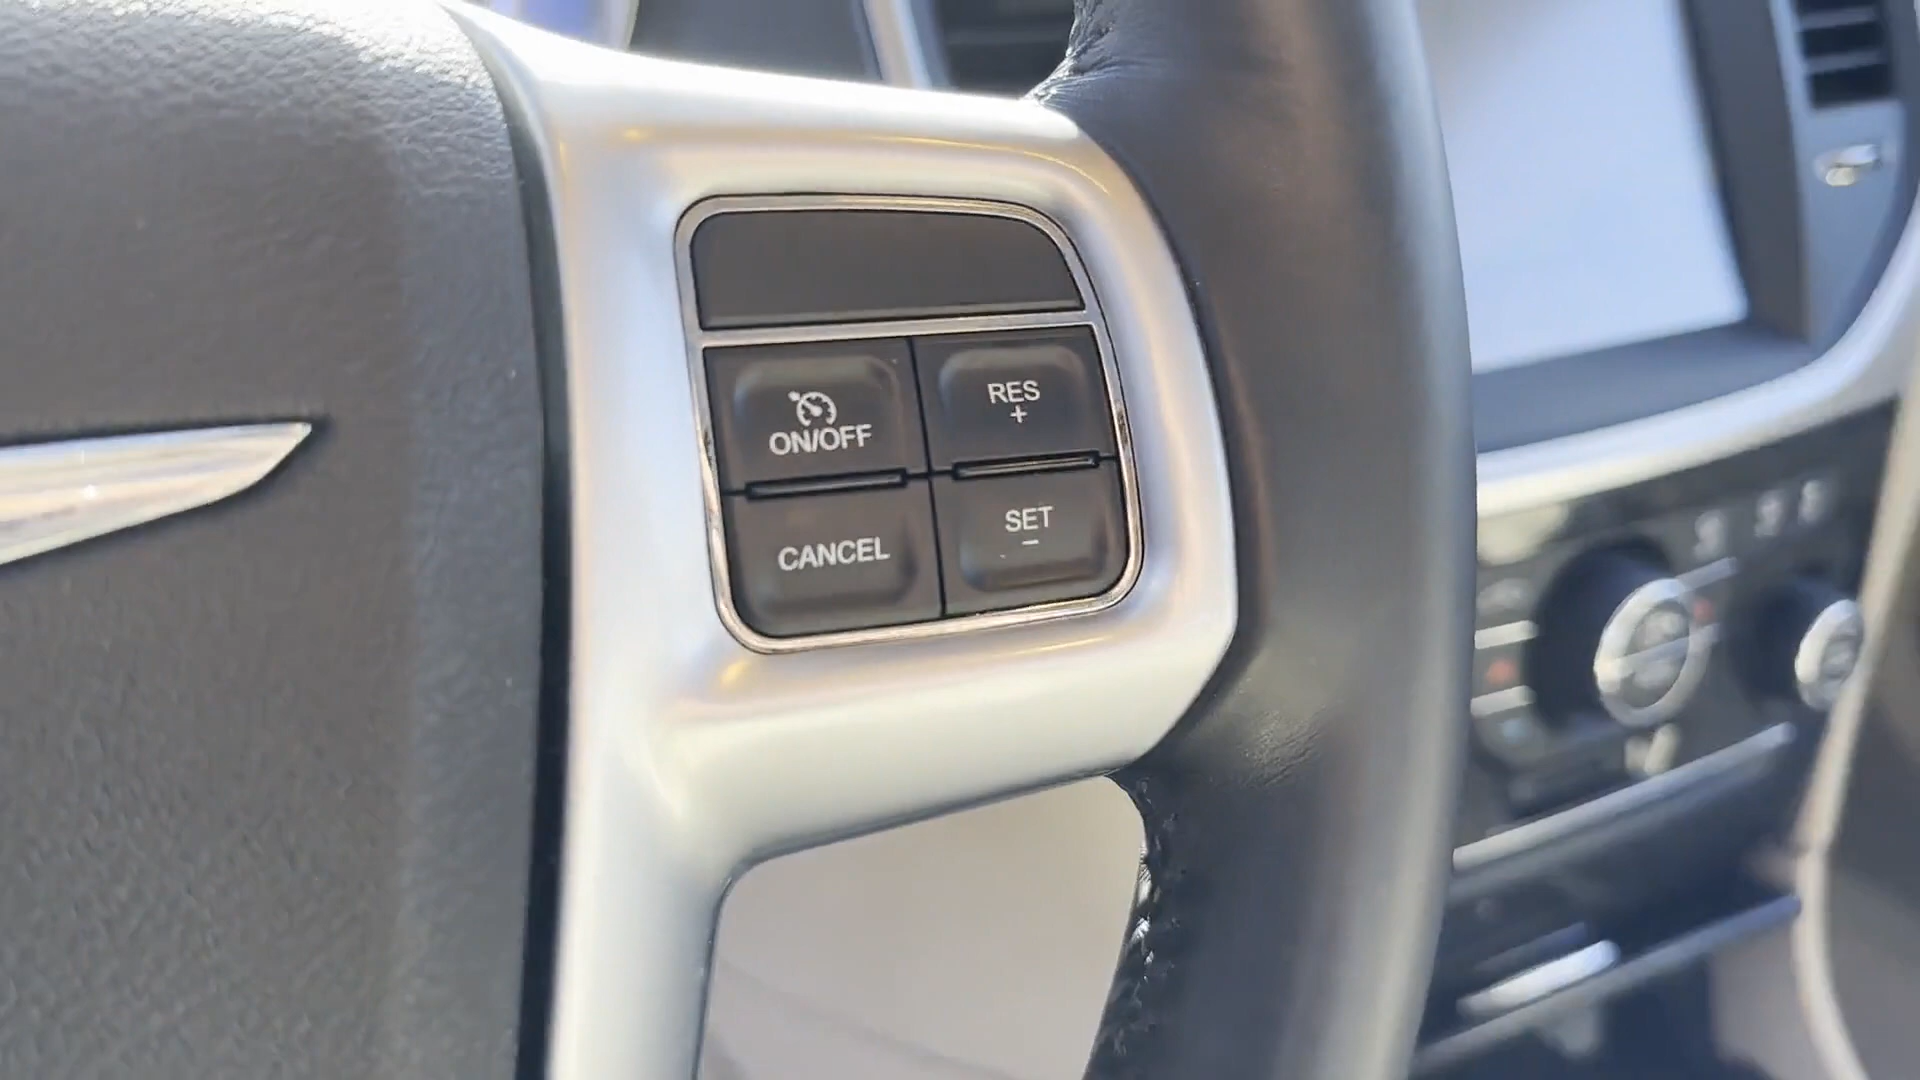 ON/OFF
RES
+
CANCEL
SET
-